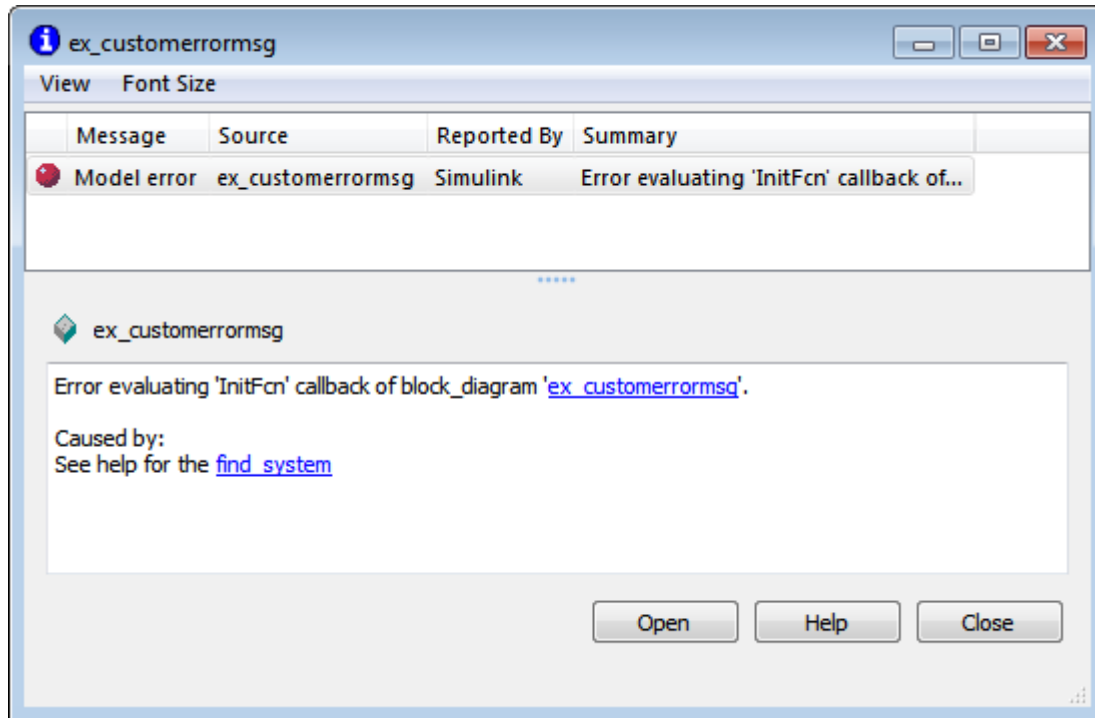 ex_customerrormsg
View Font Size
Message Source Reported By Summary
Model error ex_customerrormsg Simulink Error evaluating 'InitFcn' callback of...
ex_customerrormsg
Error evaluating 'InitFcn' callback of block_diagram 'ex_customerrormsg'.
Caused by:
See help for the find_system
Open Help Close